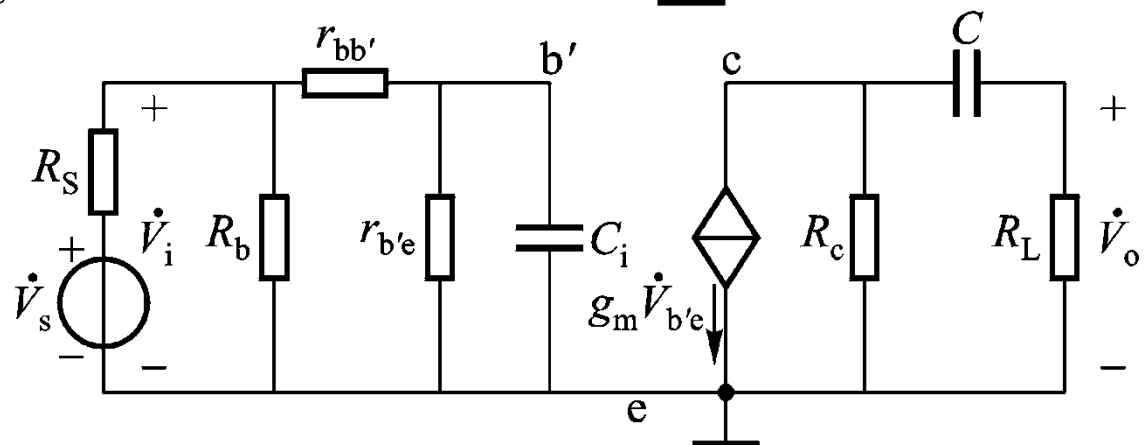 r_bb′
b′
c
C
+
+
R_S
+
V̇_i
R_b
r_b′e
C_i
R_c
R_L
V̇_o
V̇_s
g_m V̇_b′e
−
−
−
e